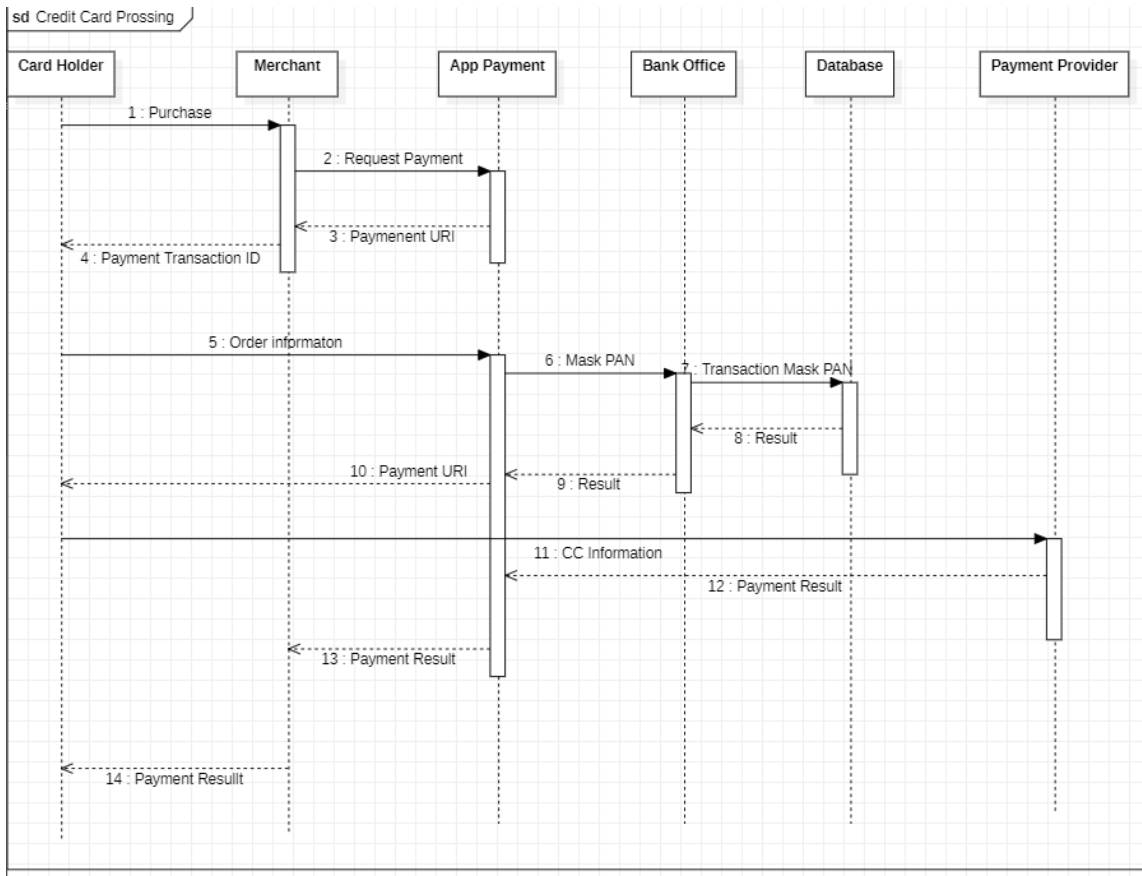 sd Credit Card Prossing
Card Holder
Merchant
App Payment
Bank Office
Database
Payment Provider
1 : Purchase
2 : Request Payment
3 : Paymenent URI
4 : Payment Transaction ID
5 : Order informaton
6 : Mask PAN
7 : Transaction Mask PAN
8 : Result
9 : Result
10 : Payment URI
11 : CC Information
12 : Payment Result
13 : Payment Result
14 : Payment Resullt